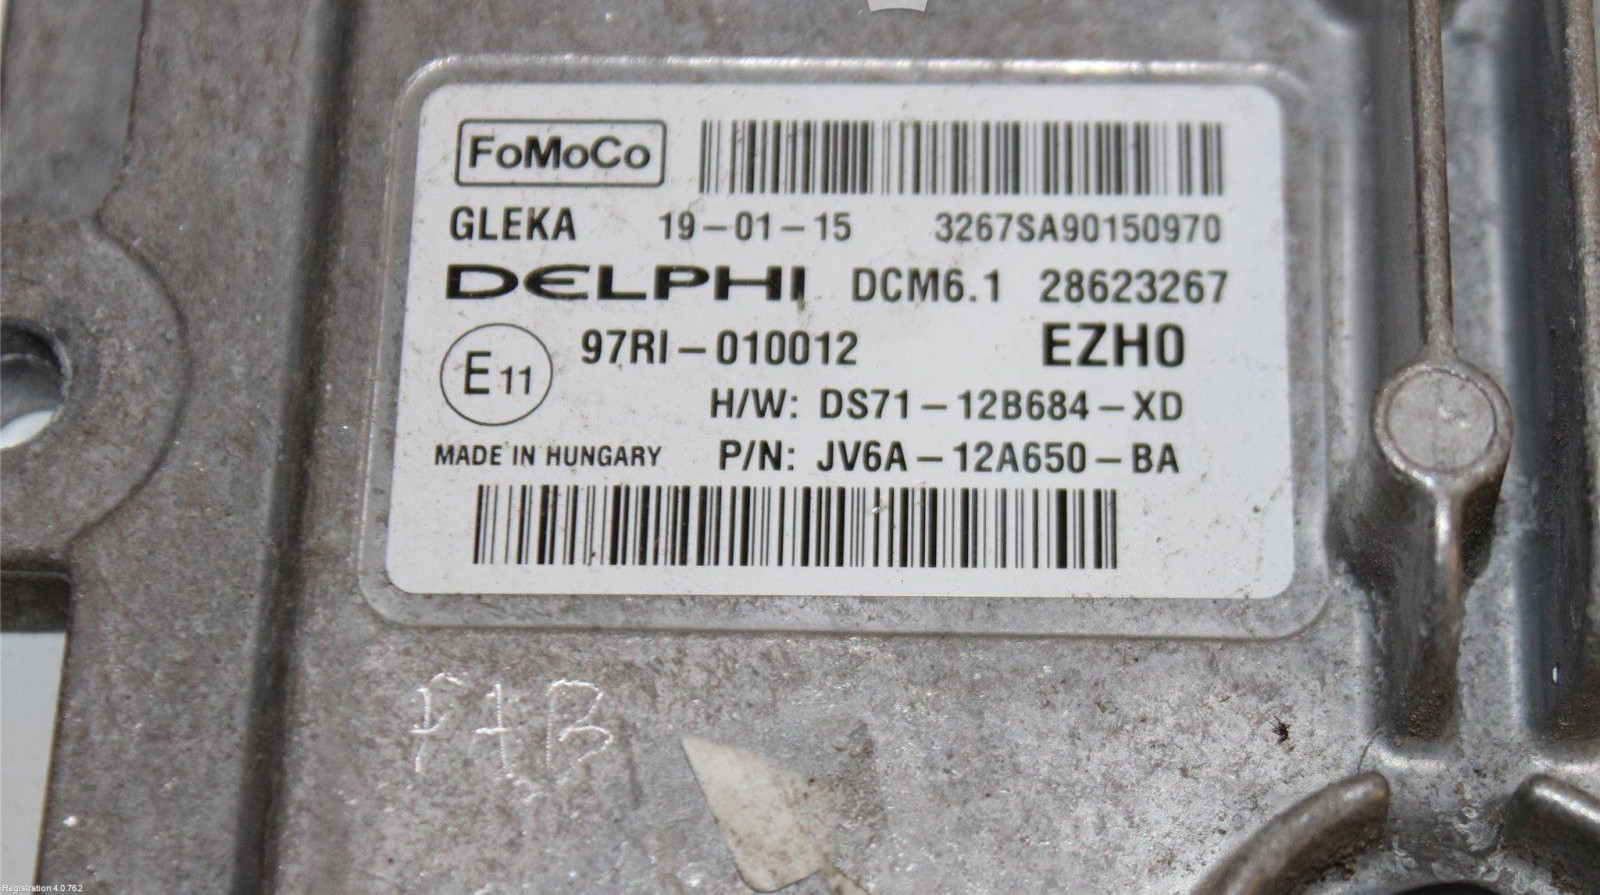 FoMoCo
GLEKA 19-01-15 3267SA90150970
DELPHI DCM6.1 28623267
E11 97RI-010012 EZH0
H/W: DS71-12B684-XD
MADE IN HUNGARY P/N: JV6A-12A650-BA
Registration 4.0.76.2